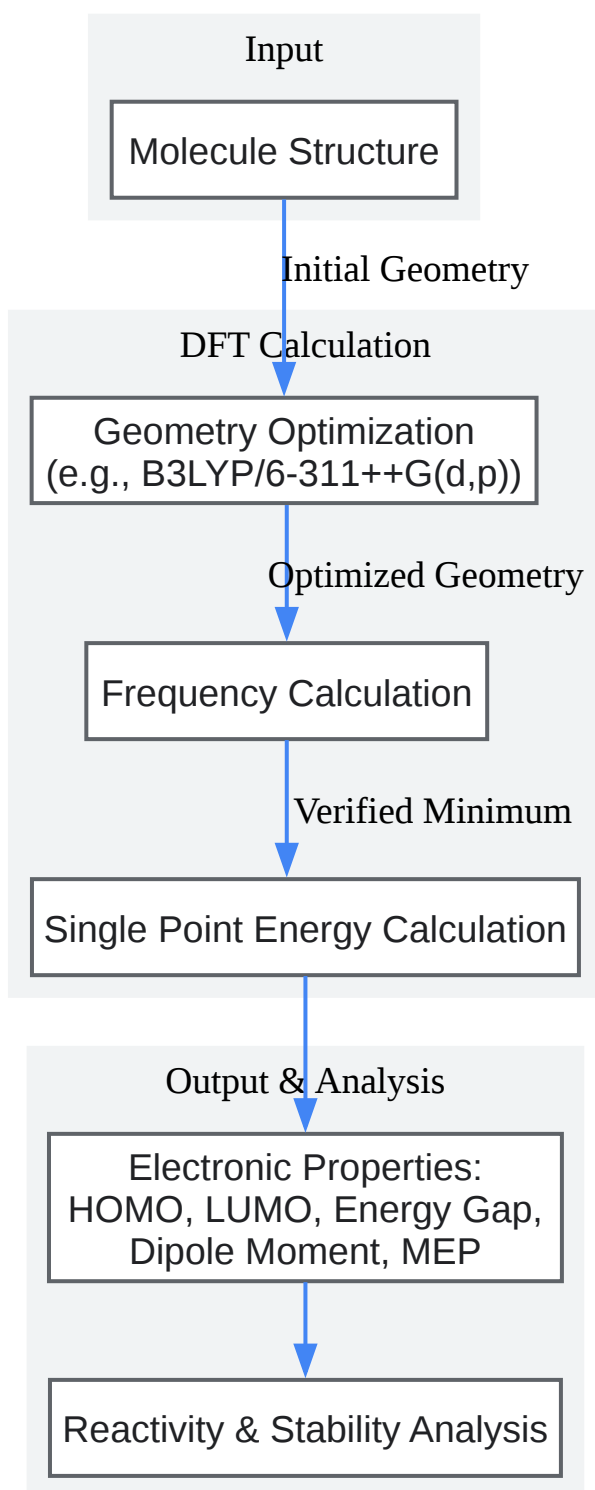 Input
Molecule Structure
Initial Geometry
DFT Calculation
Geometry Optimization
(e.g., B3LYP/6-311++G(d,p))
Optimized Geometry
Frequency Calculation
Verified Minimum
Single Point Energy Calculation
Output & Analysis
Electronic Properties:
HOMO, LUMO, Energy Gap,
Dipole Moment, MEP
Reactivity & Stability Analysis